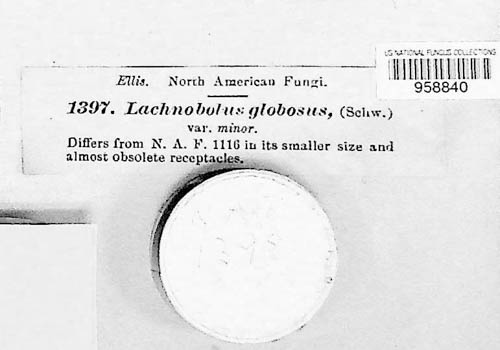 US NATIONAL FUNGUS COLLECTIONS
958840
Ellis. North American Fungi.
1397. Lachnobolus globosus, (Schw.)
var. minor.
Differs from N. A. F. 1116 in its smaller size and
almost obsolete receptacles.